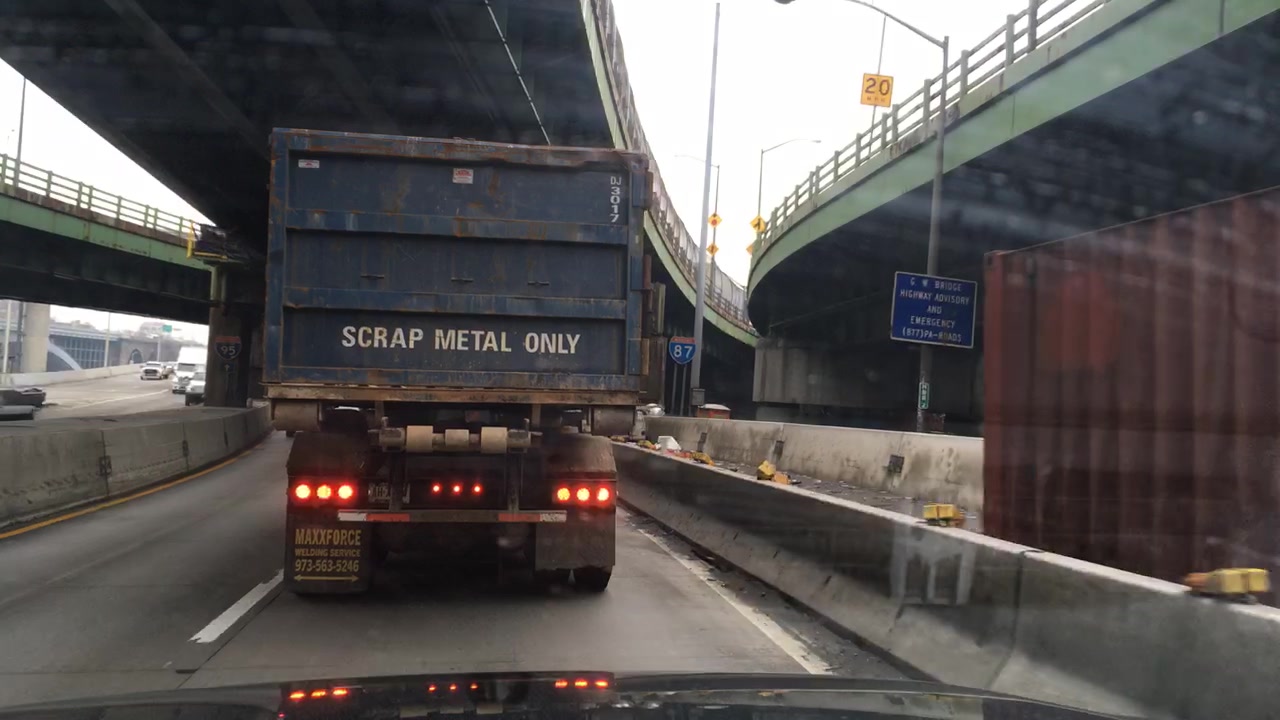 20
DJ
3017
SCRAP METAL ONLY
95
87
G W BRIDGE
HIGHWAY ADVISORY
AND
EMERGENCY
(877)PA-ROADS
MAXXFORCE
WELDING SERVICE
973-563-5246